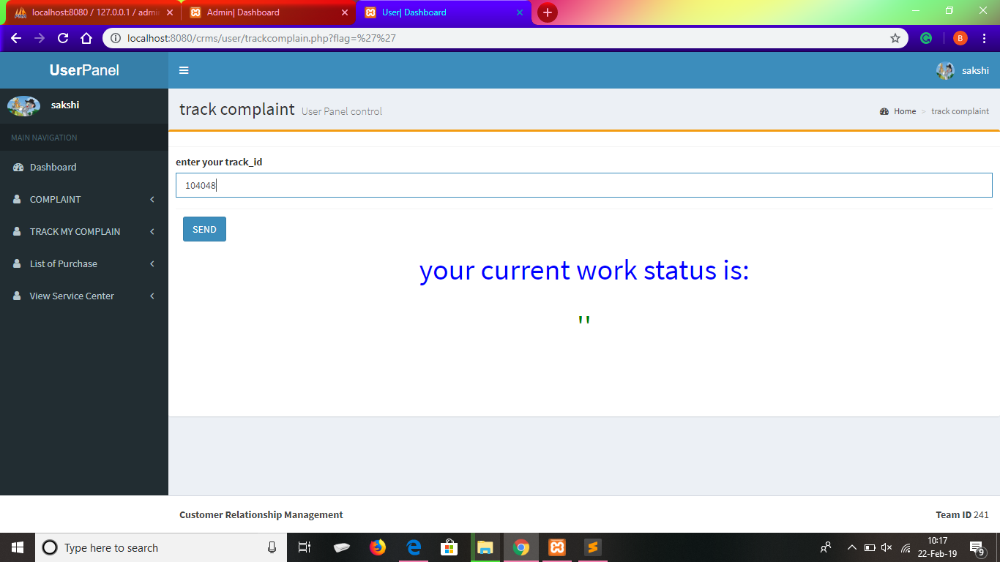 localhost:8080 / 127.0.0.1 / admi
Admin| Dashboard
User| Dashboard
localhost:8080/crms/user/trackcomplain.php?flag=%27%27
B
UserPanel
sakshi
sakshi
track complaint User Panel control
Home > track complaint
MAIN NAVIGATION
Dashboard
COMPLAINT
TRACK MY COMPLAIN
List of Purchase
View Service Center
enter your track_id
104048
SEND
your current work status is:
''
Customer Relationship Management
Team ID 241
Type here to search
10:17
22-Feb-19
9